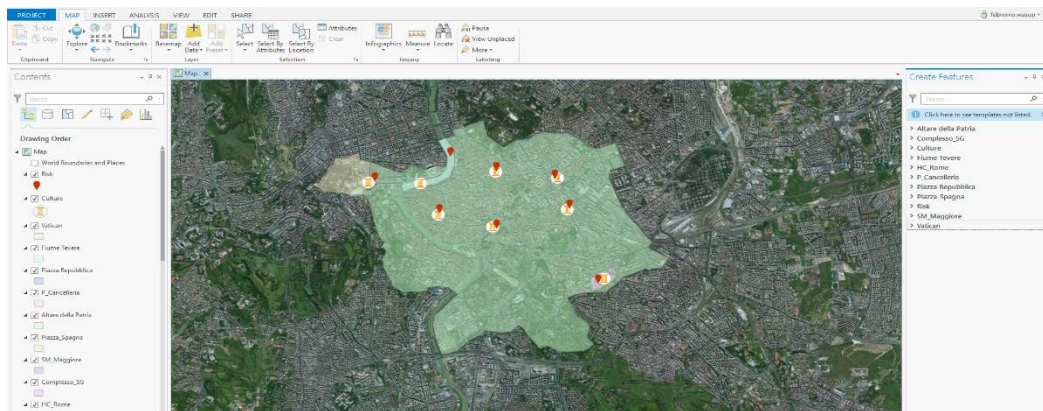 PROJECT MAP INSERT ANALYSIS VIEW EDIT SHARE
Cut
Copy
Paste
Explore
Bookmarks
Basemap
Add Data
Add Preset
Select
Select By Attributes
Select By Location
Attributes
Clear
Infographics
Measure
Locate
Pause
View Unplaced
More
Clipboard Navigate Layer Selection Inquiry Labeling
Contents
Search
Drawing Order
Map
World Boundaries and Places
Risk
Culture
Vatican
Fiume Tevere
Piazza Repubblica
P_Cancelleria
Altare della Patria
Piazza_Spagna
SM_Maggiore
Complesso_SG
HC_Rome
Map
Create Features
Search
Click here to see templates not listed.
Altare della Patria
Complesso_SG
Culture
Fiume Tevere
HC_Rome
P_Cancelleria
Piazza Repubblica
Piazza_Spagna
Risk
SM_Maggiore
Vatican